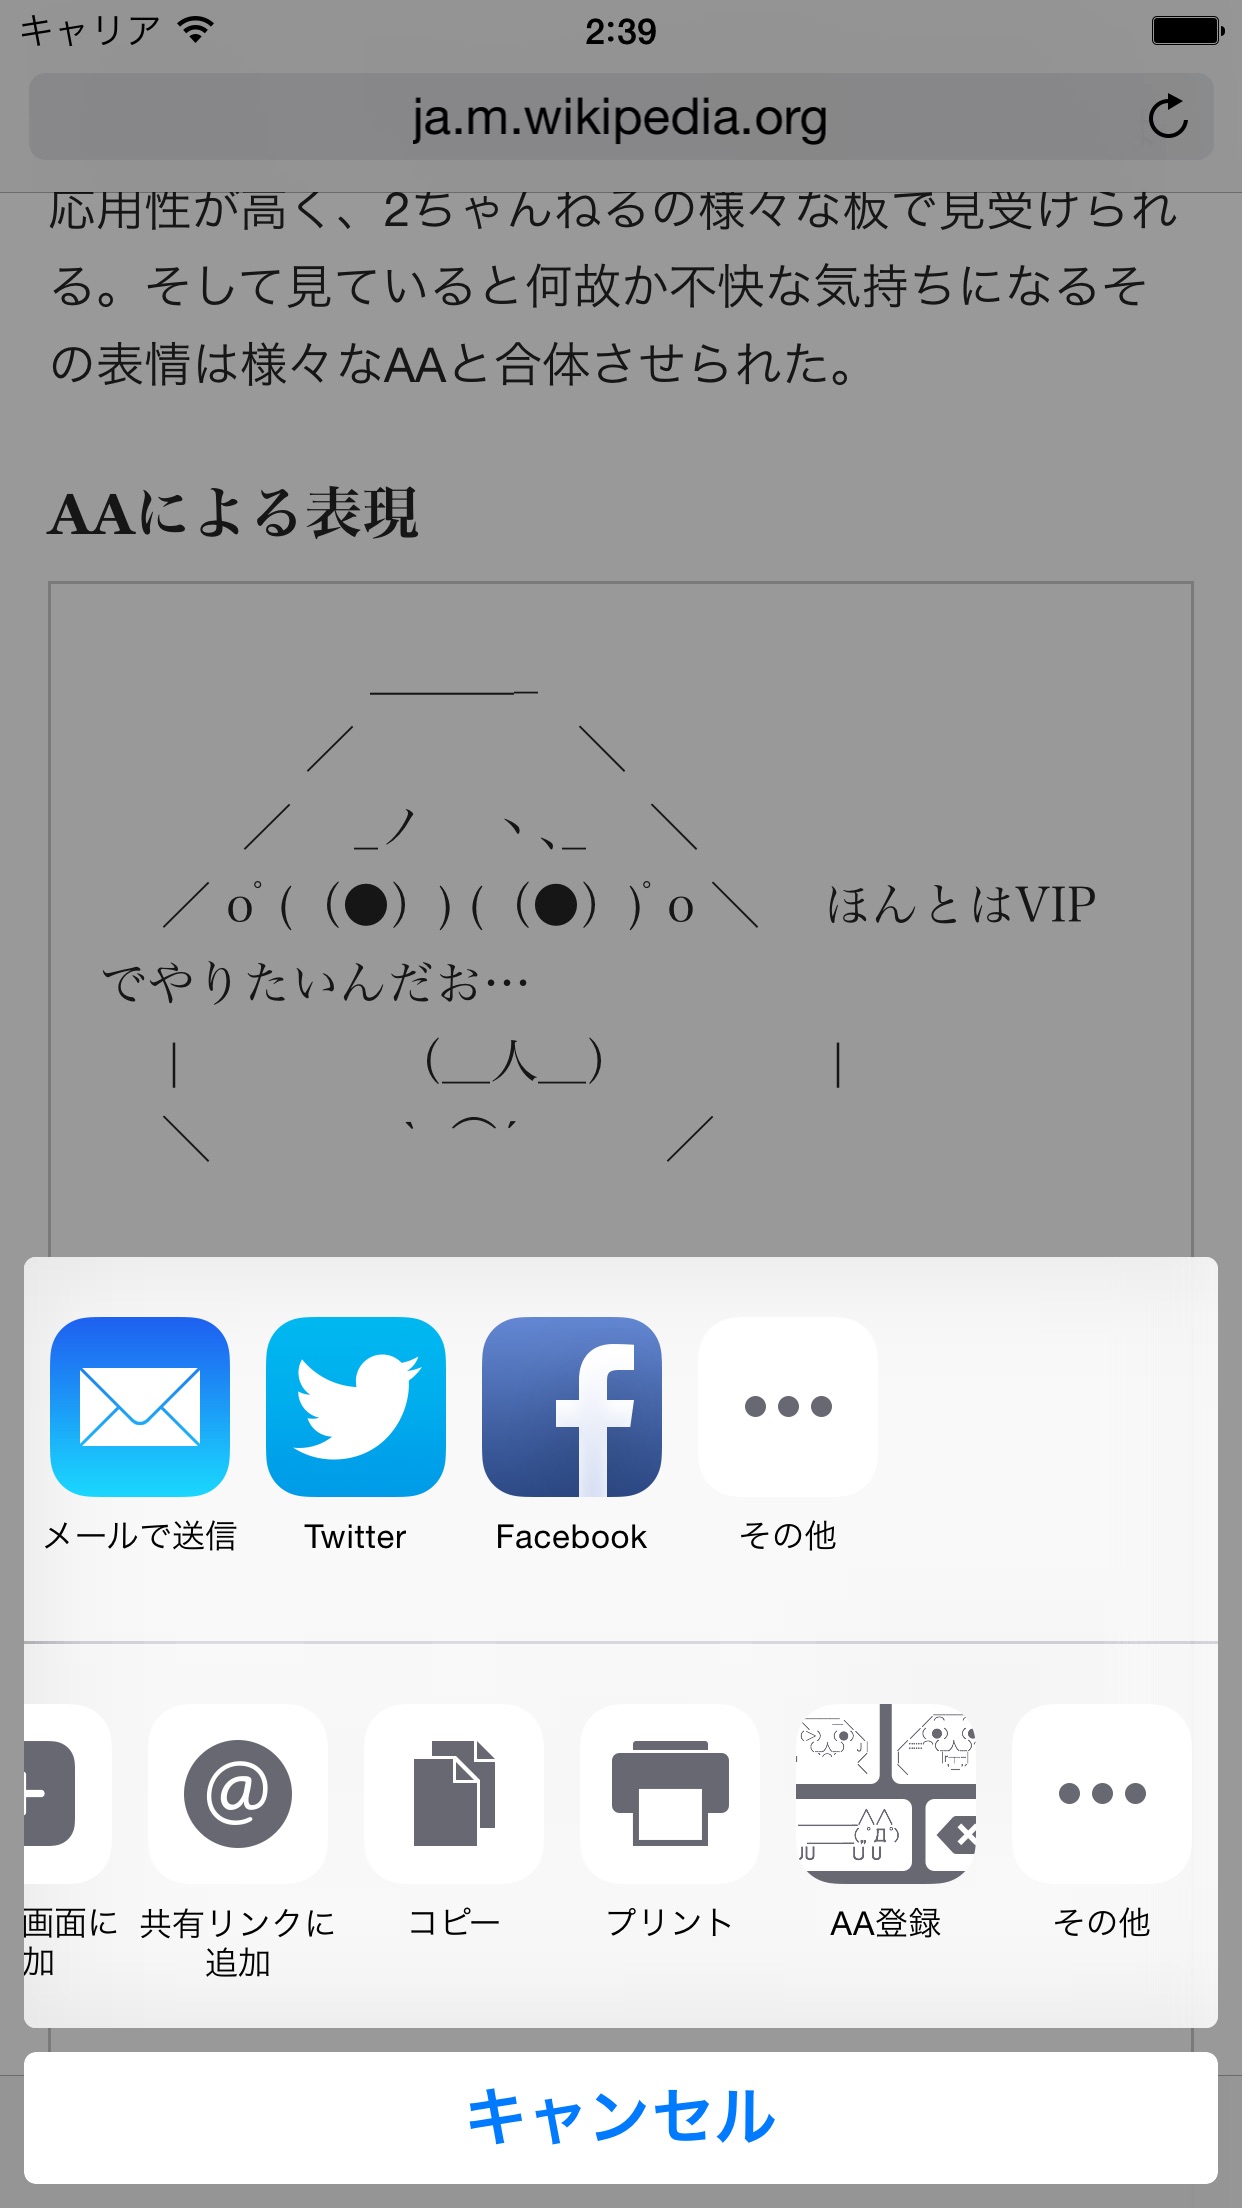 キャリア 2:39
ja.m.wikipedia.org
応用性が高く、2ちゃんねるの様々な板で見受けられ
る。そして見ていると何故か不快な気持ちになるそ
の表情は様々なAAと合体させられた。
AAによる表現
＿＿＿_
／ ＼
／ _ノ ヽ､_ ＼
／ oﾟ(（●）) (（●）)ﾟo ＼ ほんとはVIP
でやりたいんだお…
| (__人__) |
＼ ｀ ⌒´ ／
メールで送信 Twitter Facebook その他
画面に 共有リンクに コピー プリント AA登録 その他
加 追加
キャンセル